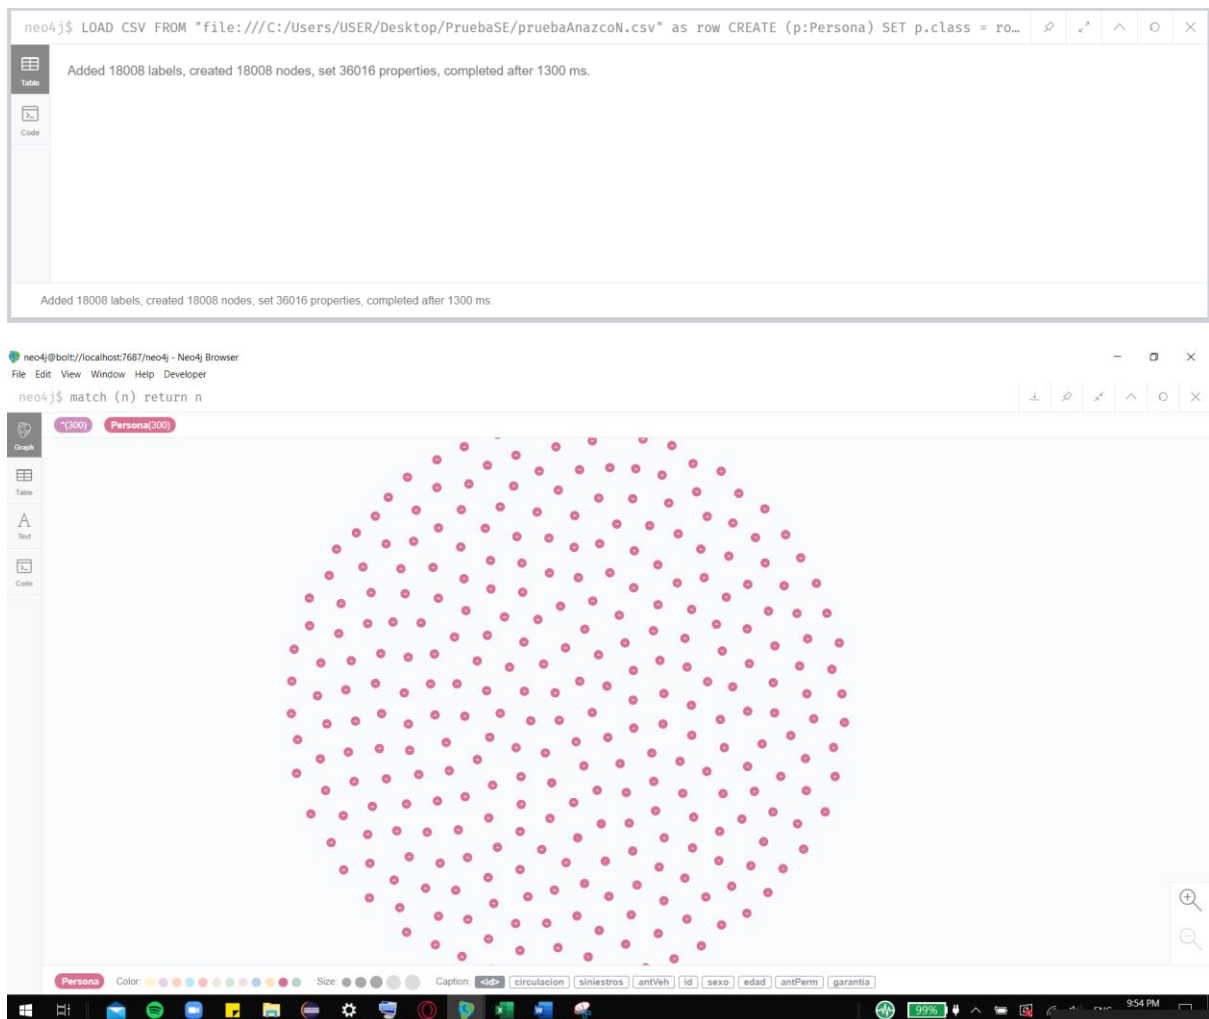 neo4j$ LOAD CSV FROM "file:///C:/Users/USER/Desktop/PruebaSE/pruebaAnazcoN.csv" as row CREATE (p:Persona) SET p.class = ro…
Table
Added 18008 labels, created 18008 nodes, set 36016 properties, completed after 1300 ms.
Code
Added 18008 labels, created 18008 nodes, set 36016 properties, completed after 1300 ms.
neo4j@bolt://localhost:7687/neo4j - Neo4j Browser
File Edit View Window Help Developer
neo4j$ match (n) return n
*(300) Persona(300)
Graph
Table
A
Text
Code
Persona Color: Size: Caption: <id> circulacion siniestros antVeh id sexo edad antPerm garantia
99% ENG 9:54 PM